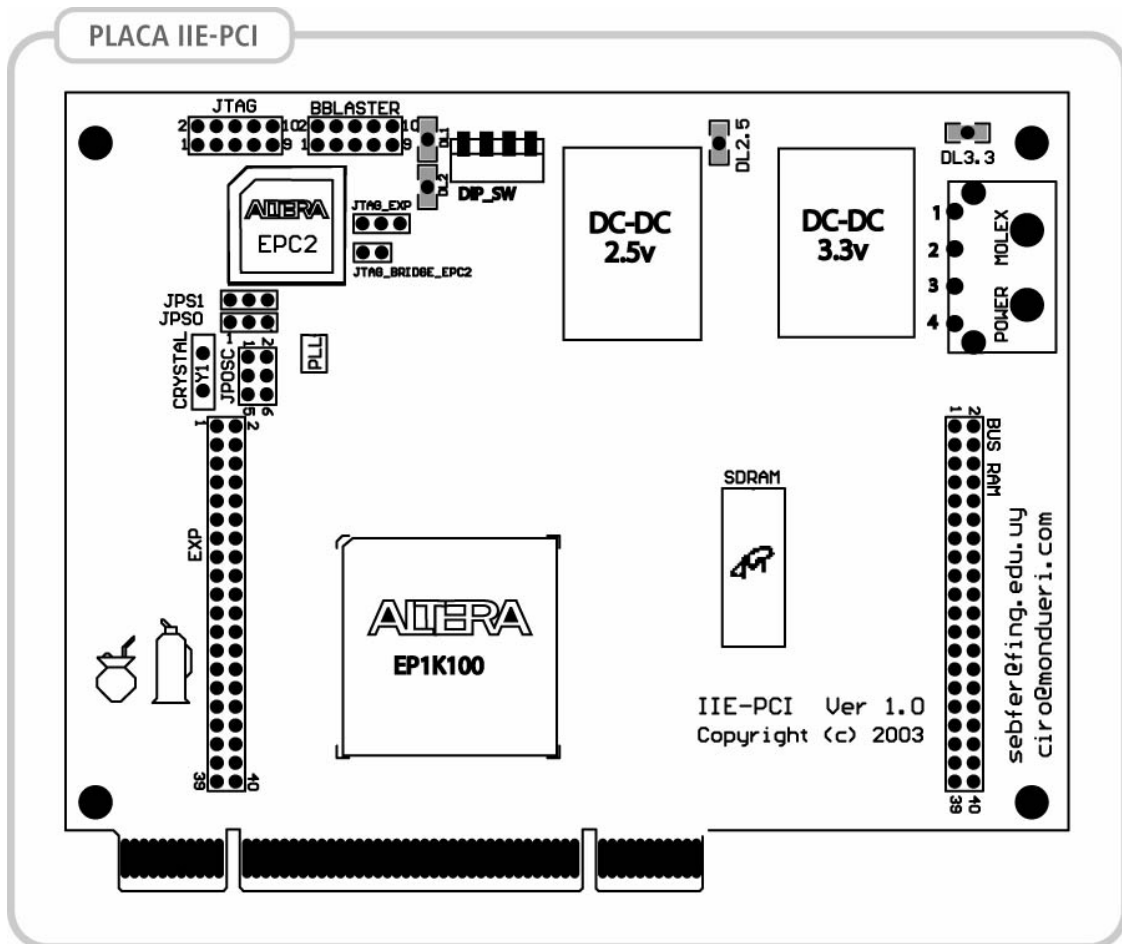 PLACA IIE-PCI
JTAG
2 10
1 9
BBLASTER
2 10
1 9
DL1
DL2
DIP_SW
DL2.5
DL3.3
ALTERA
EPC2
JTAG_EXP
JTAG_BRIDGE_EPC2
DC-DC
2.5v
DC-DC
3.3v
1
2
3
4
POWER MOLEX
JPS1
JPS0
1
CRYSTAL
Y1
JPOSC
1 2
5 6
PLL
1 2
EXP
39 40
ALTERA
EP1K100
SDRAM
1 2
BUS RAM
39 40
IIE-PCI Ver 1.0
Copyright (c) 2003
sebfer@fing.edu.uy
ciro@mondueri.com